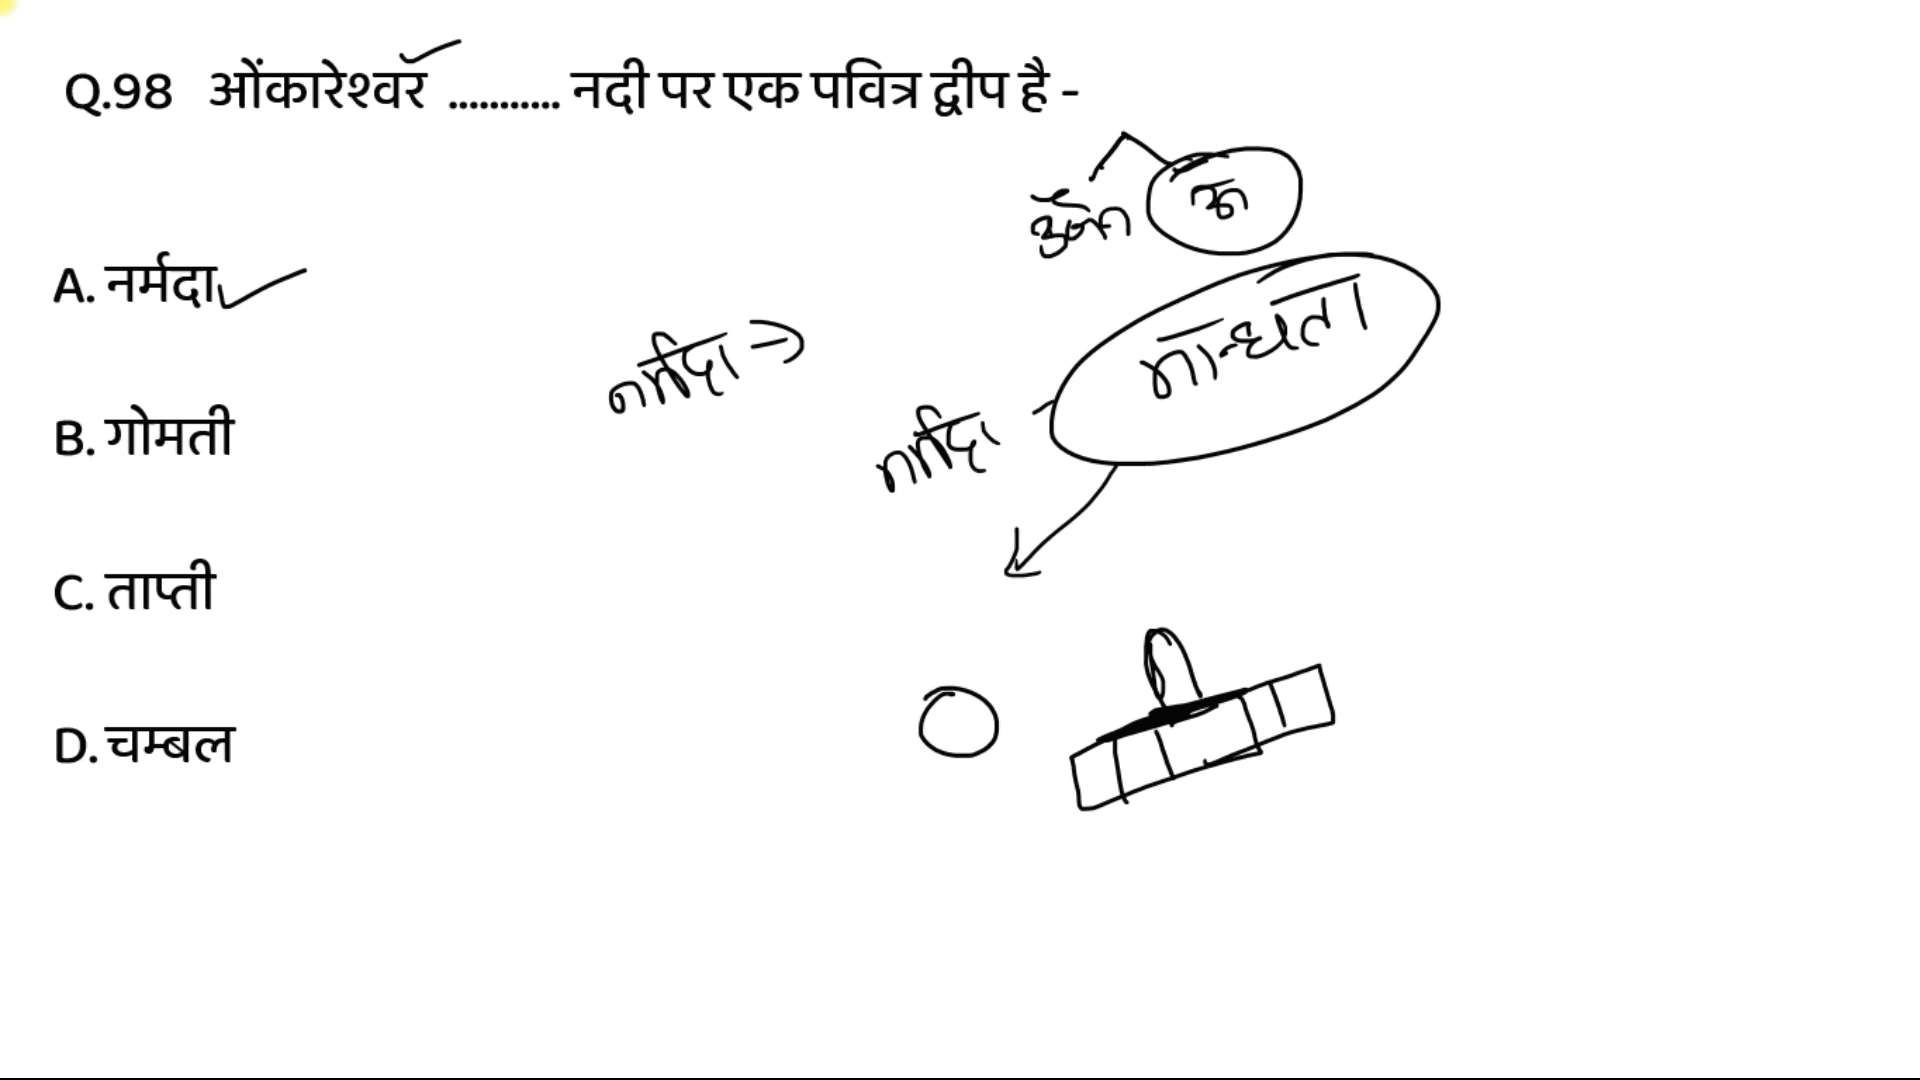 Q.98 ओंकारेश्वर ........... नदी पर एक पवित्र द्वीप है -
A. नर्मदा
नर्मदा
मान्धाता
B. गोमती
नर्मदा
C. ताप्ती
D. चम्बल